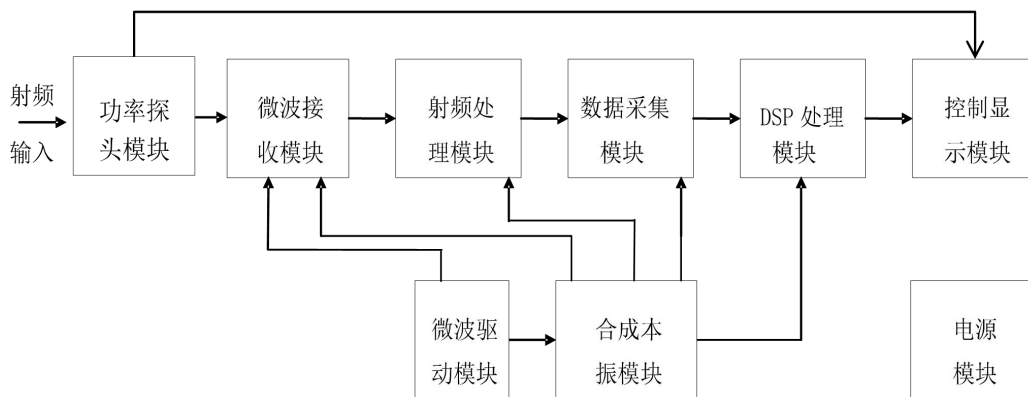 射频
输入
功率探
头模块
微波接
收模块
射频处
理模块
数据采集
模块
DSP 处理
模块
控制显
示模块
微波驱
动模块
合成本
振模块
电源
模块